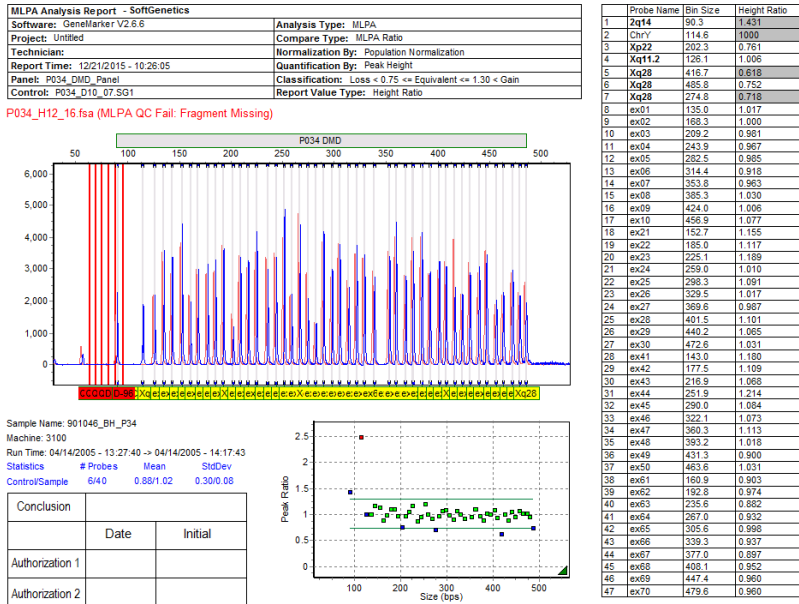 MLPA Analysis Report - SoftGenetics
Software: GeneMarker V2.6.6 Analysis Type: MLPA
Project: Untitled Compare Type: MLPA Ratio
Technician: Normalization By: Population Normalization
Report Time: 12/21/2015 - 10:26:05 Quantification By: Peak Height
Panel: P034_DMD_Panel Classification: Loss < 0.75 <= Equivalent <= 1.30 < Gain
Control: P034_D10_07.SG1 Report Value Type: Height Ratio
P034_H12_16.fsa (MLPA QC Fail: Fragment Missing)
P034 DMD
50 100 150 200 250 300 350 400 450 500
6,000
5,000
4,000
3,000
2,000
1,000
0
Xq28
Sample Name: 901046_BH_P34
Machine: 3100
Run Time: 04/14/2005 - 13:27:40 -> 04/14/2005 - 14:17:43
Statistics # Probes Mean StdDev
Control/Sample 6/40 0.88/1.02 0.30/0.08
Conclusion
Date Initial
Authorization 1
Authorization 2
Peak Ratio
2.5
2
1.5
1
0.5
0
100 200 300 400 500
Size (bps)
Probe Name Bin Size Height Ratio
1 2q14 90.3 1.431
2 ChrY 114.6 1000
3 Xp22 202.3 0.761
4 Xq11.2 126.1 1.006
5 Xq28 416.7 0.618
6 Xq28 485.8 0.752
7 Xq28 274.8 0.718
8 ex01 135.0 1.017
9 ex02 168.3 1.000
10 ex03 209.2 0.981
11 ex04 243.9 0.967
12 ex05 282.5 0.985
13 ex06 314.4 0.918
14 ex07 353.8 0.963
15 ex08 385.3 1.030
16 ex09 424.0 1.006
17 ex10 456.9 1.077
18 ex21 152.7 1.155
19 ex22 185.0 1.117
20 ex23 225.1 1.189
21 ex24 259.0 1.010
22 ex25 298.3 1.091
23 ex26 329.5 1.017
24 ex27 369.6 0.987
25 ex28 401.5 1.101
26 ex29 440.2 1.065
27 ex30 472.6 1.031
28 ex41 143.0 1.180
29 ex42 177.5 1.109
30 ex43 216.9 1.068
31 ex44 251.9 1.214
32 ex45 290.0 1.084
33 ex46 322.1 1.073
34 ex47 360.3 1.113
35 ex48 393.2 1.018
36 ex49 431.3 0.900
37 ex50 463.6 1.031
38 ex61 160.9 0.903
39 ex62 192.8 0.974
40 ex63 235.6 0.882
41 ex64 267.0 0.932
42 ex65 305.6 0.998
43 ex66 339.3 0.937
44 ex67 377.0 0.897
45 ex68 408.1 0.952
46 ex69 447.4 0.960
47 ex70 479.6 0.960